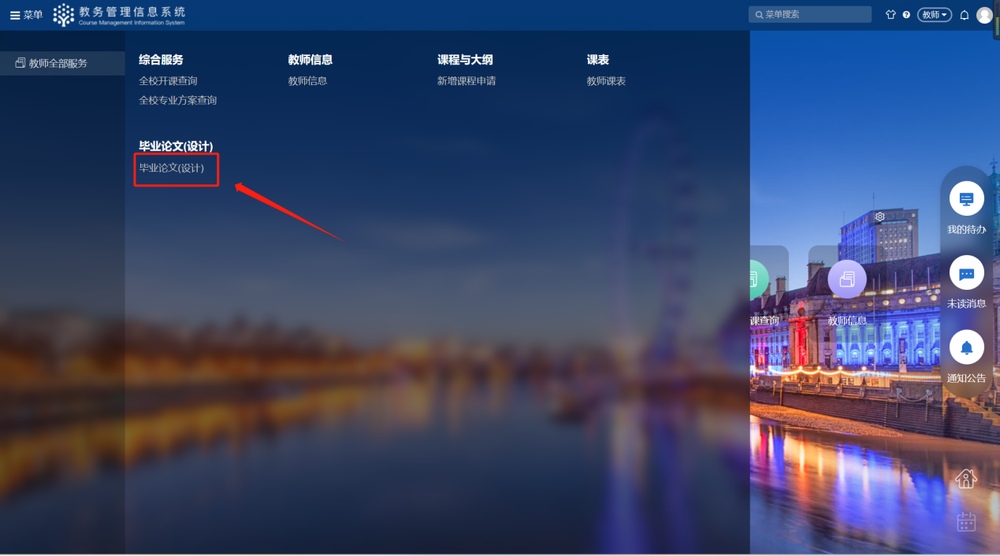 菜单
教务管理信息系统
Course Management Information System
菜单搜索
教师
教师全部服务
综合服务
全校开课查询
全校专业方案查询
教师信息
教师信息
课程与大纲
新增课程申请
课表
教师课表
毕业论文(设计)
毕业论文(设计)
课查询
教师信息
我的待办
未读消息
通知公告